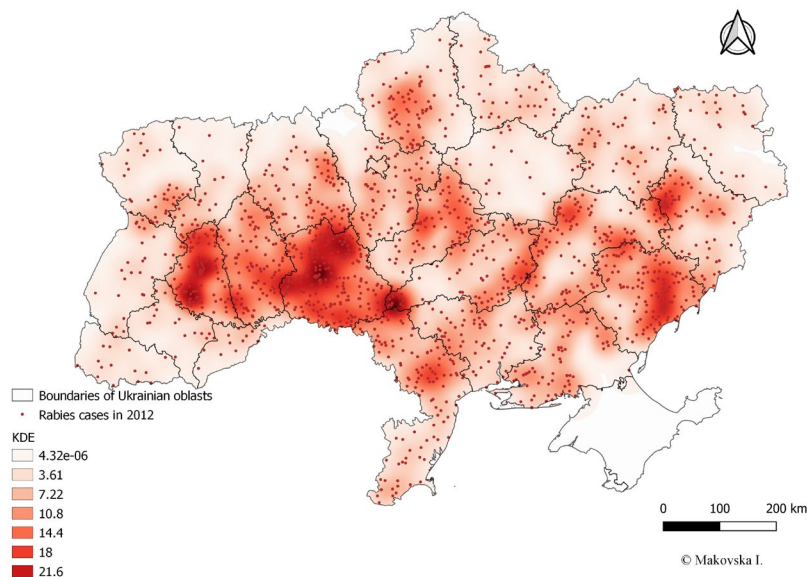 Boundaries of Ukrainian oblasts
Rabies cases in 2012
KDE
4.32e-06
3.61
7.22
10.8
14.4
18
21.6
0 100 200 km
© Makovska I.